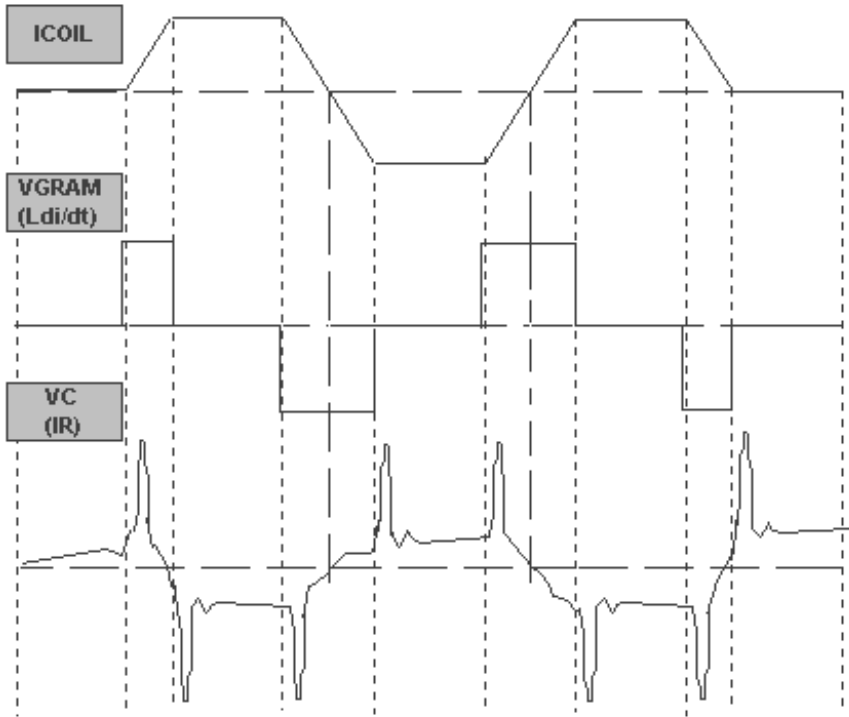 ICOIL
VGRAM
(Ldi/dt)
VC
(IR)